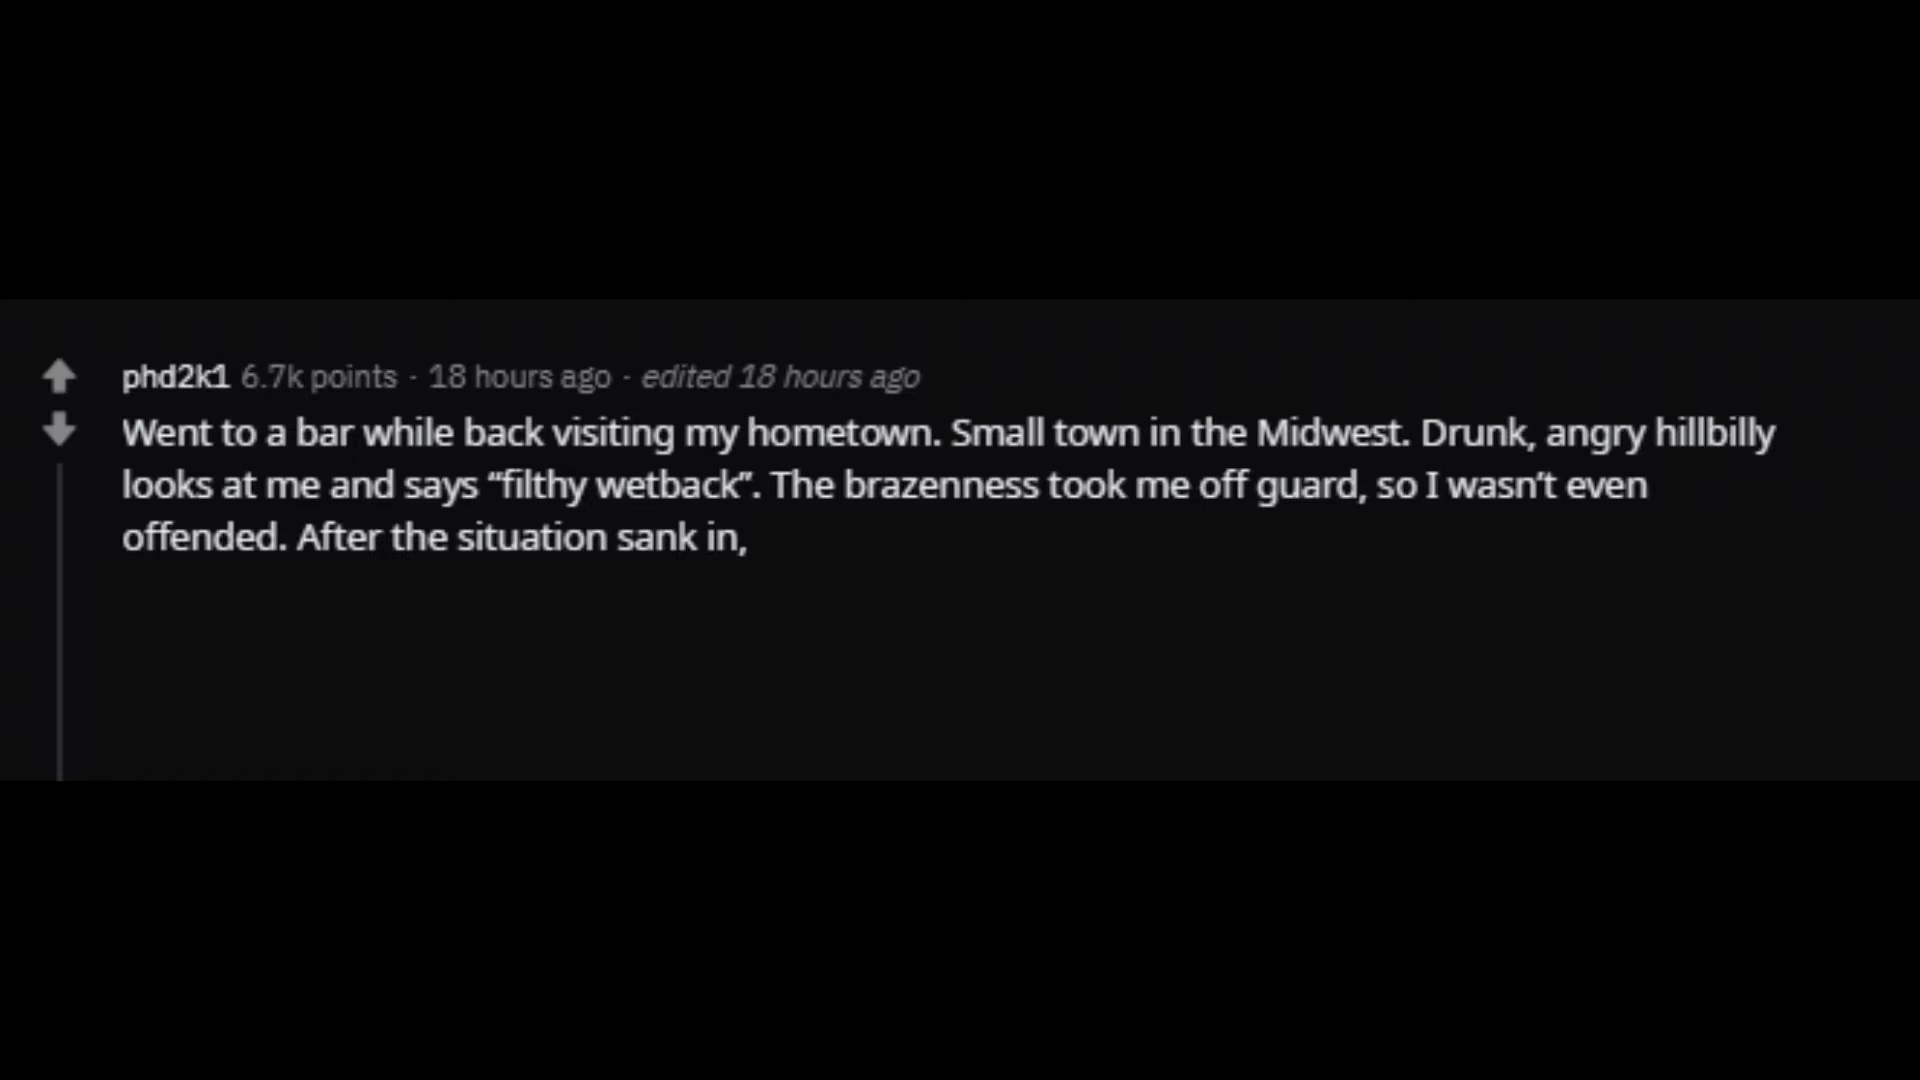 phd2k1 6.7k points · 18 hours ago · edited 18 hours ago
Went to a bar while back visiting my hometown. Small town in the Midwest. Drunk, angry hillbilly
looks at me and says “filthy wetback”. The brazenness took me off guard, so I wasn’t even
offended. After the situation sank in,